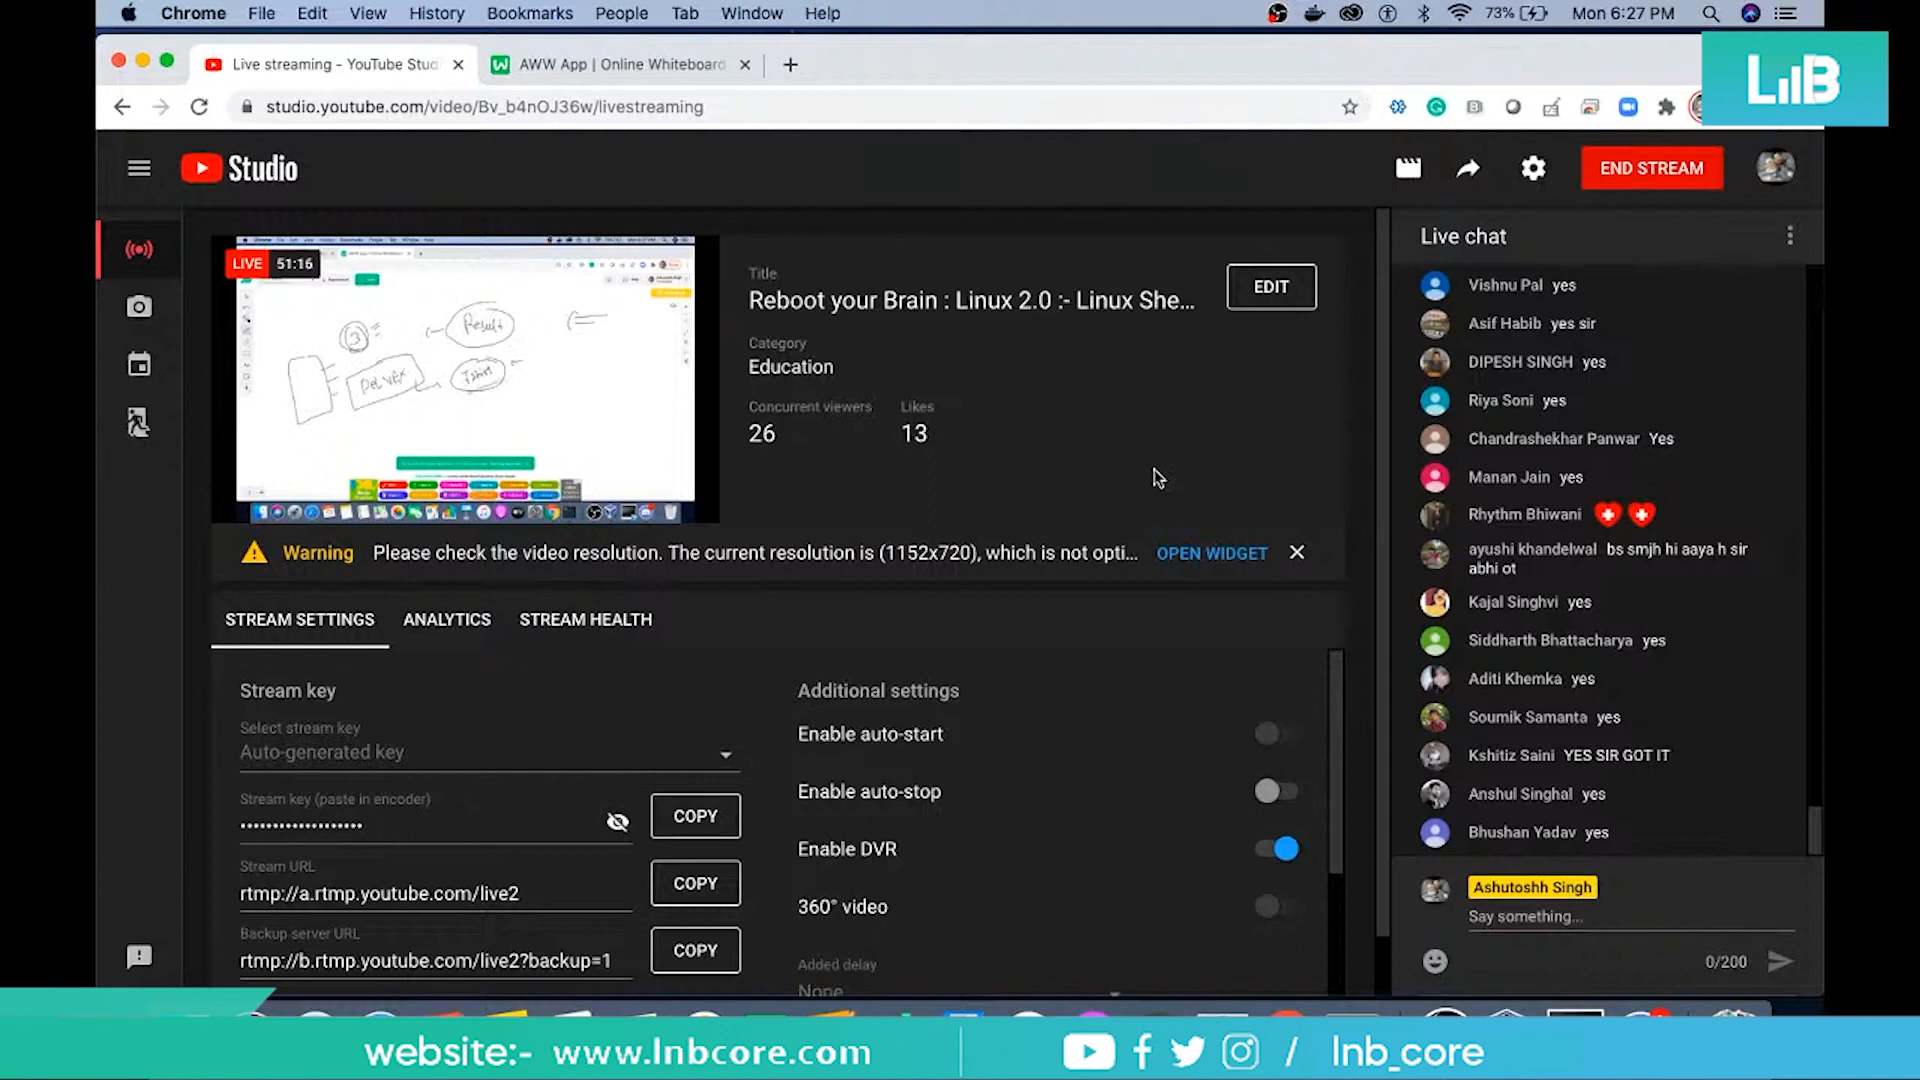 Chrome File Edit View History Bookmarks People Tab Window Help 73% Mon 6:27 PM
Live streaming - YouTube Stud
AWW App | Online Whiteboard
LnB
studio.youtube.com/video/Bv_b4nOJ36w/livestreaming
Studio
END STREAM
LIVE 51:16
3
Result
Title
Reboot your Brain : Linux 2.0 :- Linux She...
EDIT
Category
Education
Concurrent viewers Likes
26 13
Warning Please check the video resolution. The current resolution is (1152x720), which is not opti... OPEN WIDGET
STREAM SETTINGS ANALYTICS STREAM HEALTH
Stream key
Select stream key
Auto-generated key
Stream key (paste in encoder)
••••••••••••••••••• COPY
Stream URL
rtmp://a.rtmp.youtube.com/live2 COPY
Backup server URL
rtmp://b.rtmp.youtube.com/live2?backup=1 COPY
Additional settings
Enable auto-start
Enable auto-stop
Enable DVR
360° video
Added delay
None
Live chat
Vishnu Pal yes
Asif Habib yes sir
DIPESH SINGH yes
Riya Soni yes
Chandrashekhar Panwar Yes
Manan Jain yes
Rhythm Bhiwani
ayushi khandelwal bs smjh hi aaya h sir
abhi ot
Kajal Singhvi yes
Siddharth Bhattacharya yes
Aditi Khemka yes
Soumik Samanta yes
Kshitiz Saini YES SIR GOT IT
Anshul Singhal yes
Bhushan Yadav yes
Ashutoshh Singh
Say something...
0/200
website:- www.lnbcore.com / lnb_core